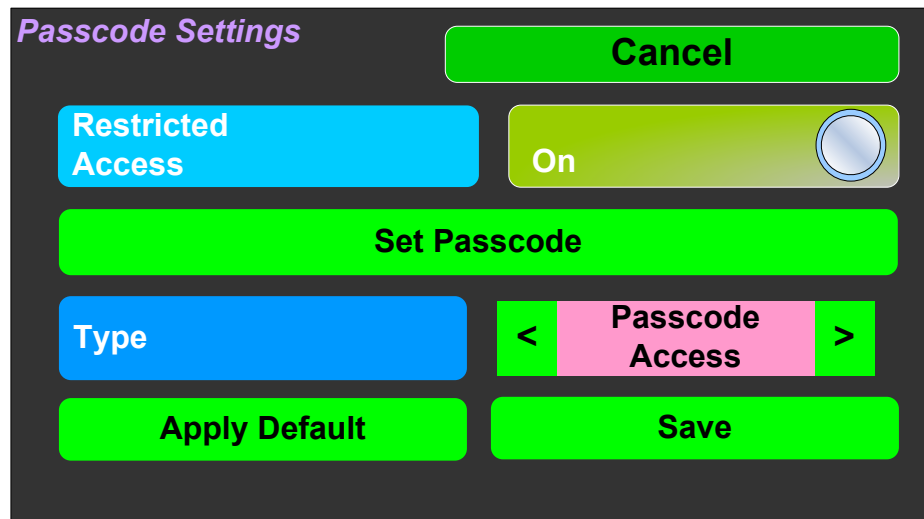 Passcode Settings
Cancel
Restricted
Access
On
Set Passcode
Type
<
Passcode
Access
>
Apply Default
Save